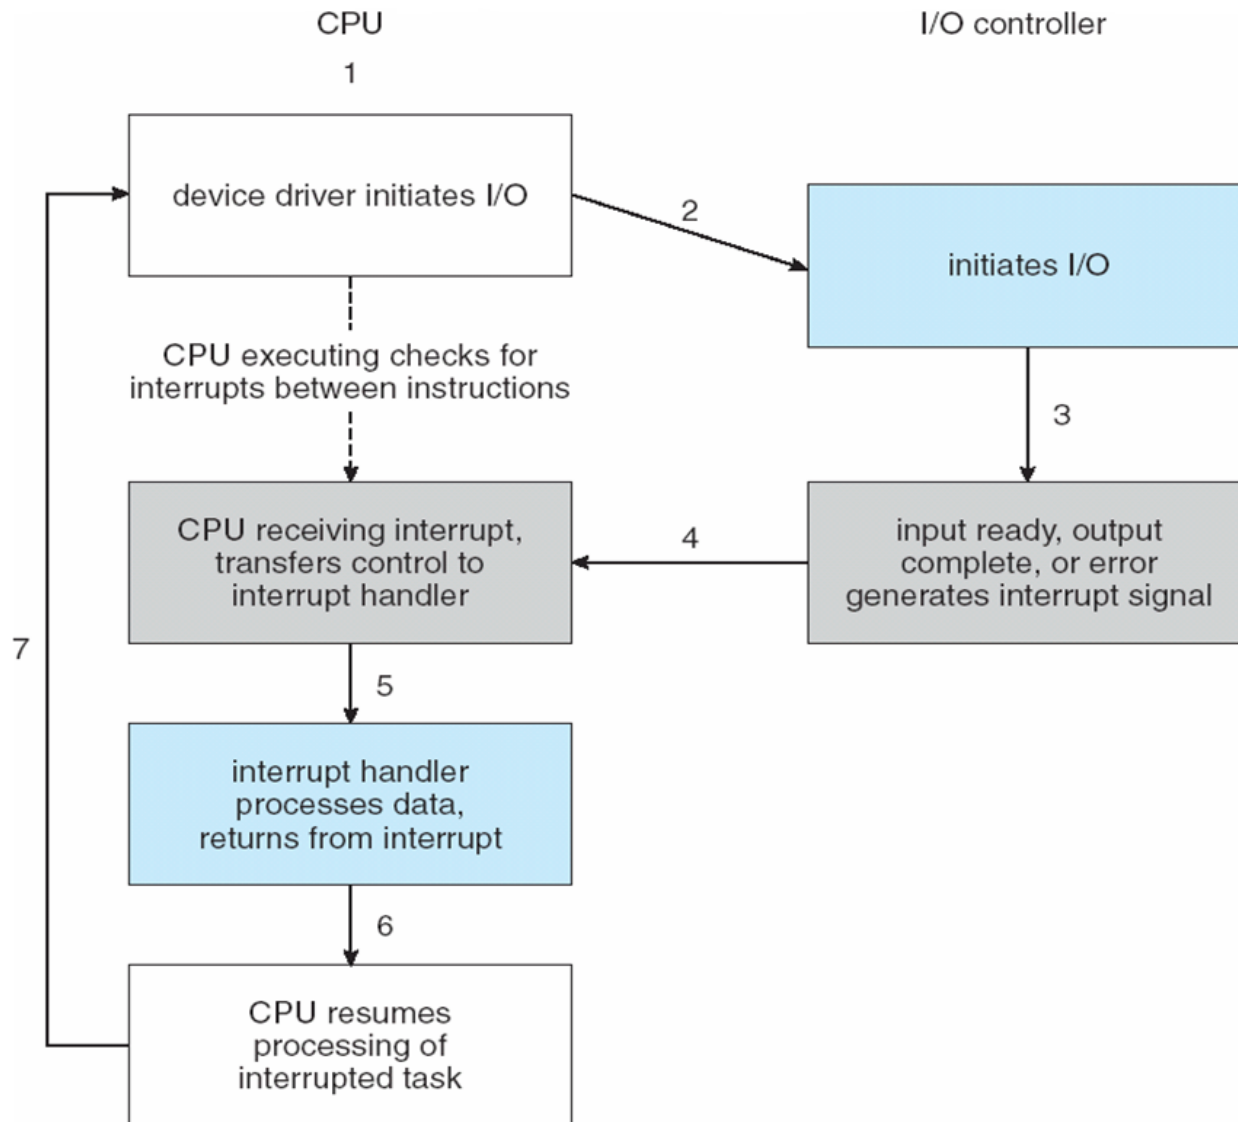 CPU
I/O controller
1
device driver initiates I/O
2
initiates I/O
CPU executing checks for
interrupts between instructions
3
CPU receiving interrupt,
transfers control to
interrupt handler
4
input ready, output
complete, or error
generates interrupt signal
7
5
interrupt handler
processes data,
returns from interrupt
6
CPU resumes
processing of
interrupted task